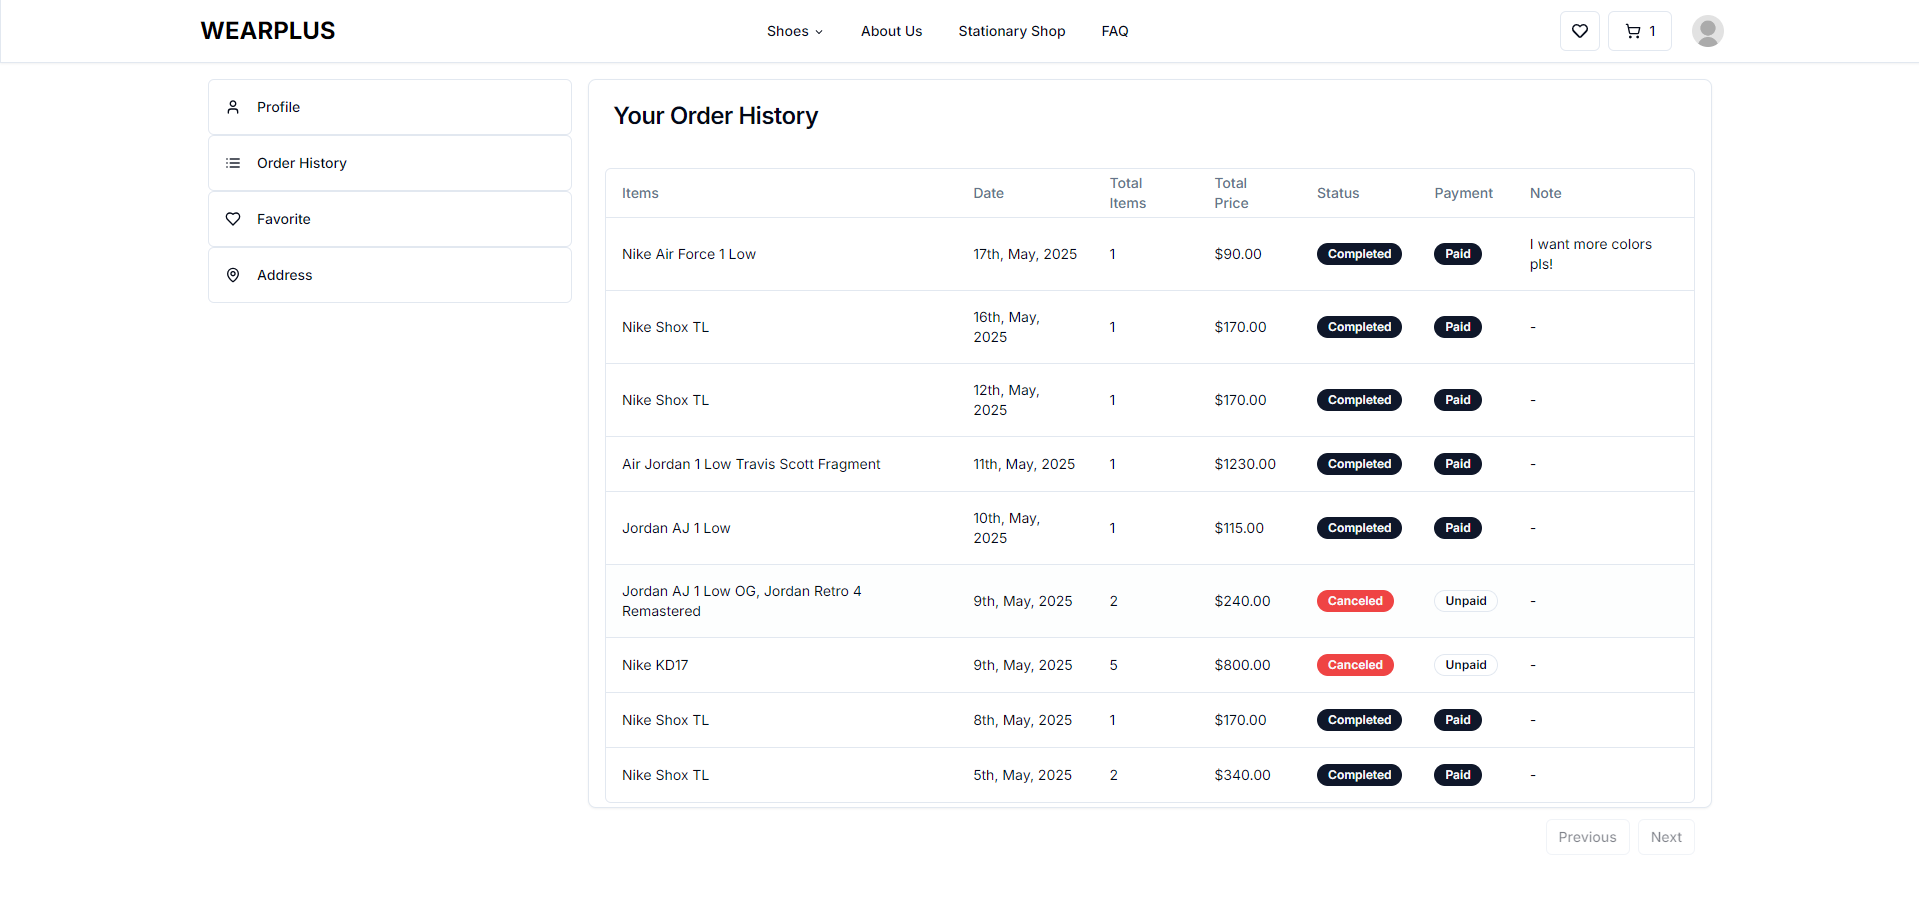 WEARPLUS
Shoes
About Us
Stationary Shop
FAQ
1
Profile
Order History
Favorite
Address
Your Order History
Items
Date
Total
Items
Total
Price
Status
Payment
Note
Nike Air Force 1 Low
17th, May, 2025
1
$90.00
Completed
Paid
I want more colors
pls!
Nike Shox TL
16th, May,
2025
1
$170.00
Completed
Paid
-
Nike Shox TL
12th, May,
2025
1
$170.00
Completed
Paid
-
Air Jordan 1 Low Travis Scott Fragment
11th, May, 2025
1
$1230.00
Completed
Paid
-
Jordan AJ 1 Low
10th, May,
2025
1
$115.00
Completed
Paid
-
Jordan AJ 1 Low OG, Jordan Retro 4
Remastered
9th, May, 2025
2
$240.00
Canceled
Unpaid
-
Nike KD17
9th, May, 2025
5
$800.00
Canceled
Unpaid
-
Nike Shox TL
8th, May, 2025
1
$170.00
Completed
Paid
-
Nike Shox TL
5th, May, 2025
2
$340.00
Completed
Paid
-
Previous
Next